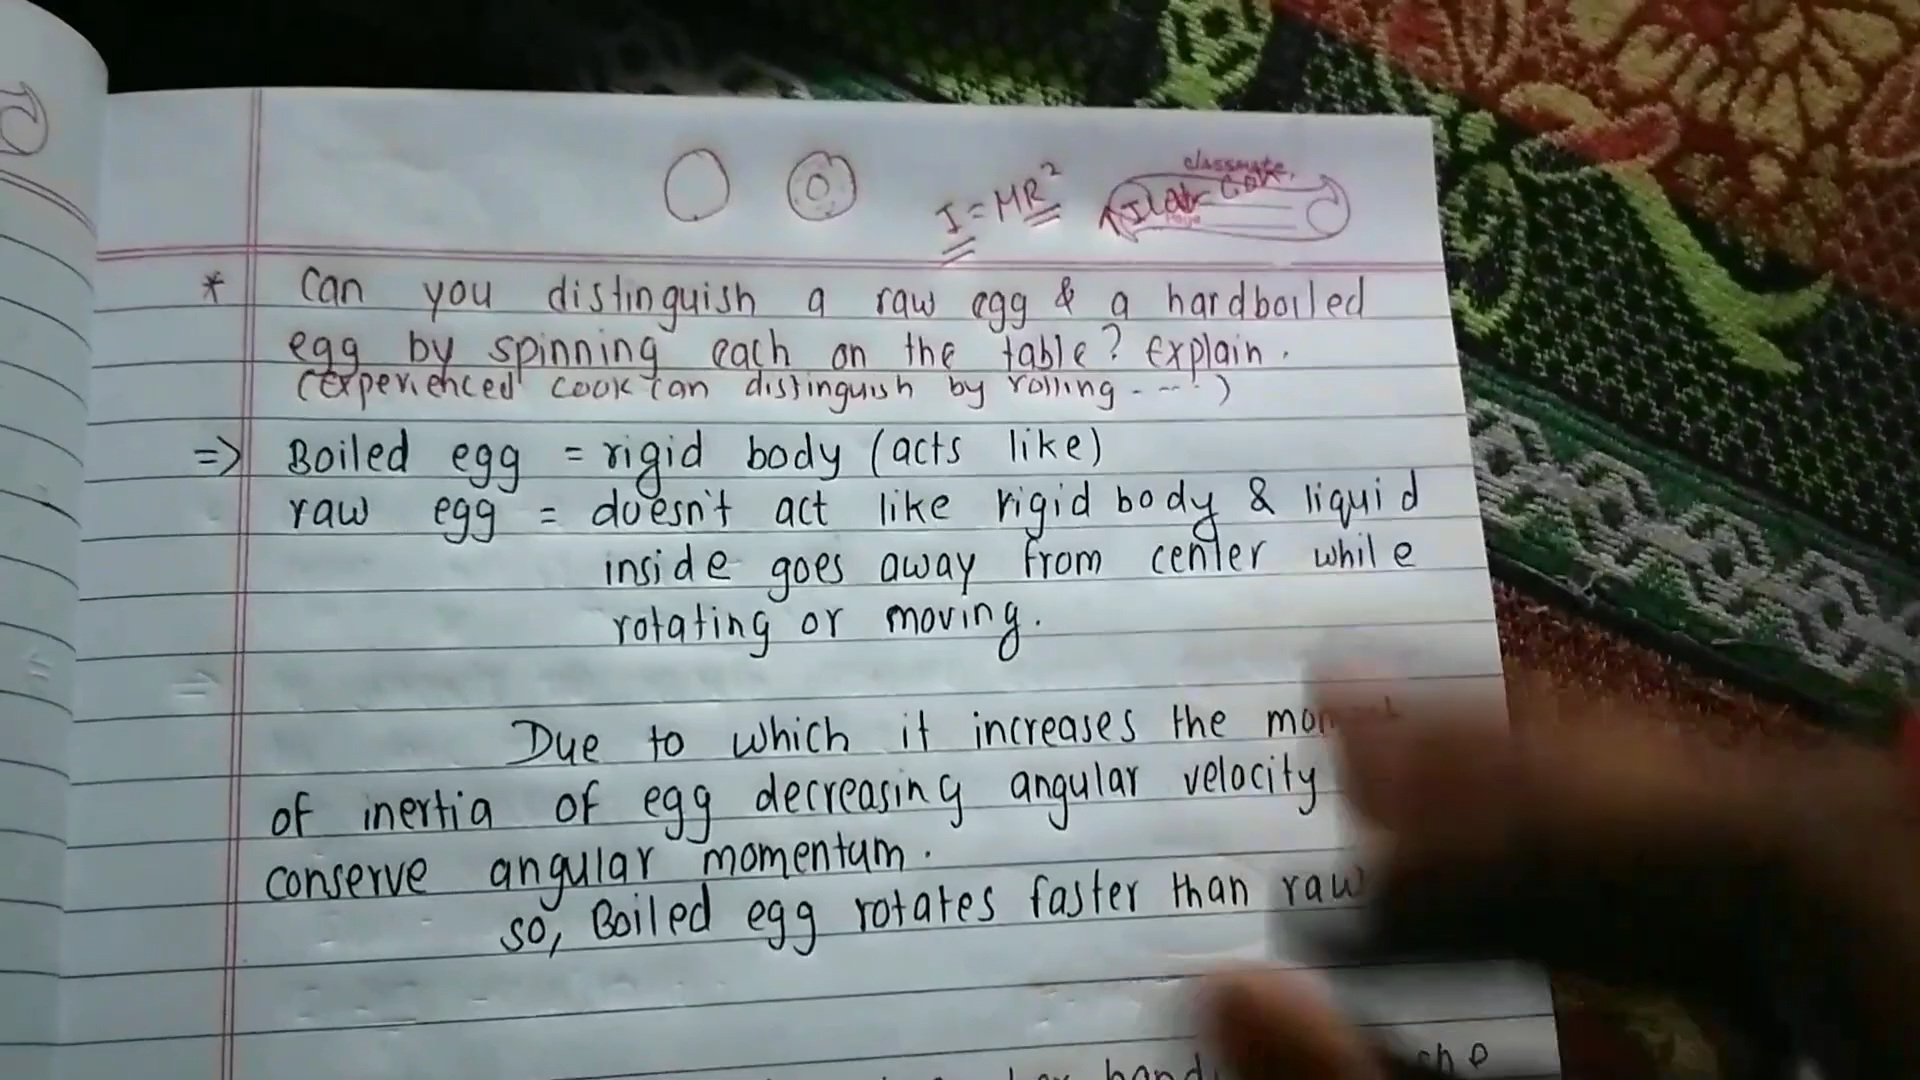 I = MR²
classmate
* Can you distinguish a raw egg & a hardboiled
egg by spinning each on the table? Explain.
(Experienced cook can distinguish by rolling - --- )
=> Boiled egg = rigid body (acts like)
raw egg = doesn't act like rigid body & liquid
inside goes away from center while
rotating or moving.
Due to which it increases the
of inertia of egg decreasing angular velocity
conserve angular momentum.
so, Boiled egg rotates faster than raw